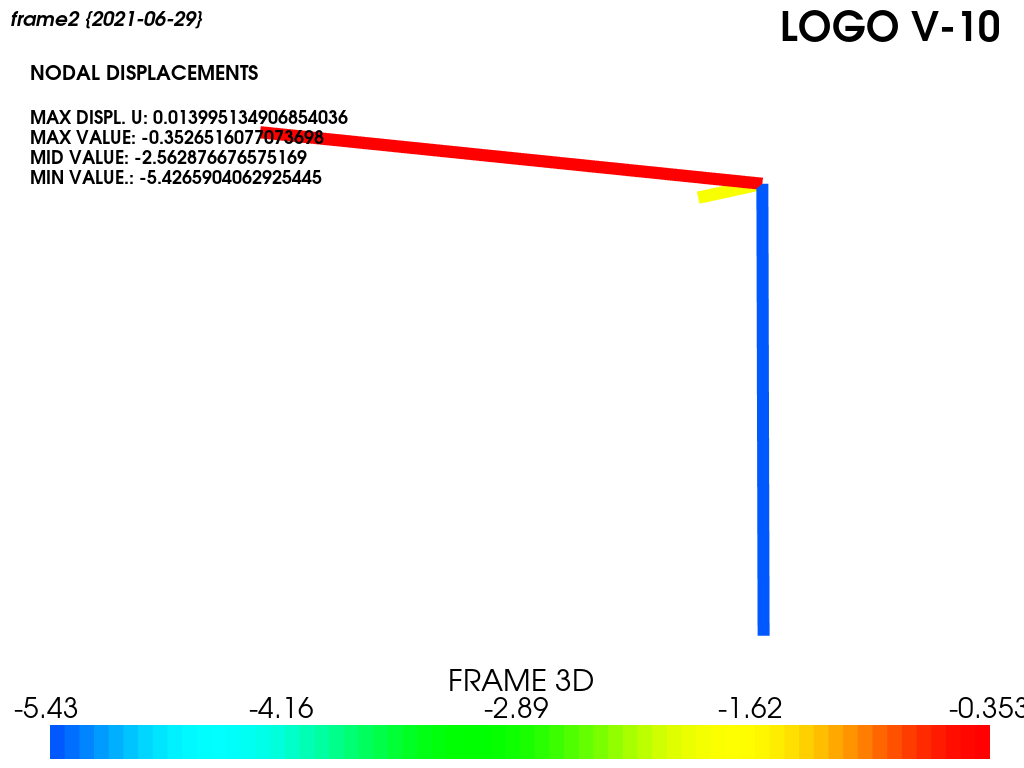 frame2 {2021-06-29}
LOGO V-10
NODAL DISPLACEMENTS
MAX DISPL. U: 0.013995134906854036
MAX VALUE: -0.3526516077073698
MID VALUE: -2.562876676575169
MIN VALUE.: -5.4265904062925445
FRAME 3D
-5.43 -4.16 -2.89 -1.62 -0.353